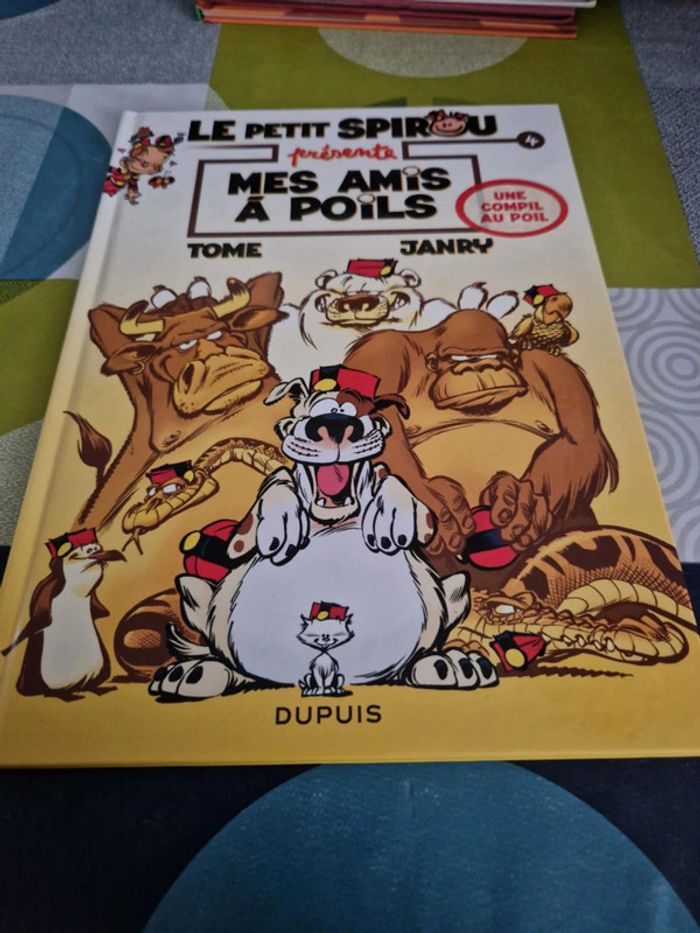 LE PETIT SPIROU
présente
4
MES AMIS
À POILS
UNE
COMPIL
AU POIL
TOME
JANRY
DUPUIS